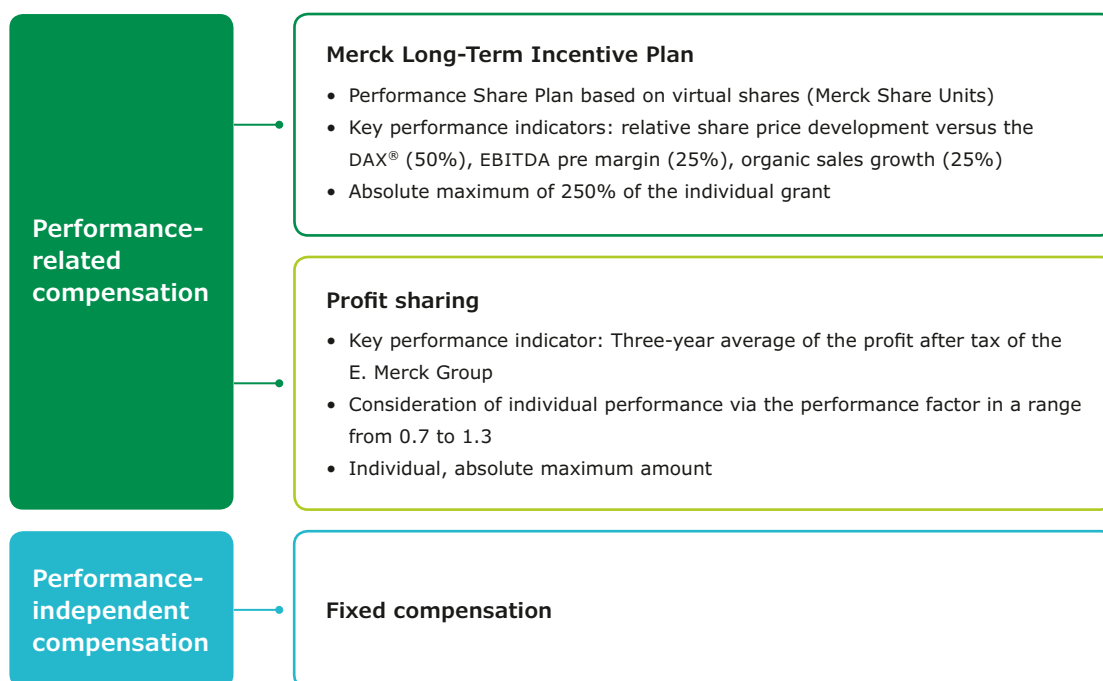 Performance-
related
compensation
Merck Long-Term Incentive Plan
• Performance Share Plan based on virtual shares (Merck Share Units)
• Key performance indicators: relative share price development versus the
DAX® (50%), EBITDA pre margin (25%), organic sales growth (25%)
• Absolute maximum of 250% of the individual grant
Profit sharing
• Key performance indicator: Three-year average of the profit after tax of the
E. Merck Group
• Consideration of individual performance via the performance factor in a range
from 0.7 to 1.3
• Individual, absolute maximum amount
Performance-
independent
compensation
Fixed compensation